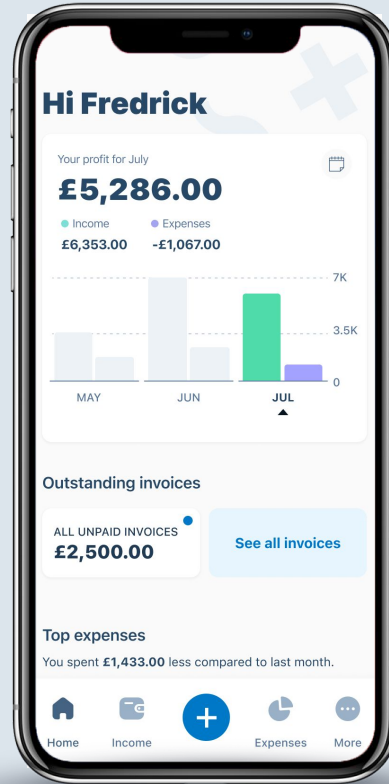 Hi Fredrick
Your profit for July
£5,286.00
Income Expenses
£6,353.00 -£1,067.00
7K
3.5K
0
MAY JUN JUL
Outstanding invoices
ALL UNPAID INVOICES
£2,500.00
See all invoices
Top expenses
You spent £1,433.00 less compared to last month.
Home Income Expenses More